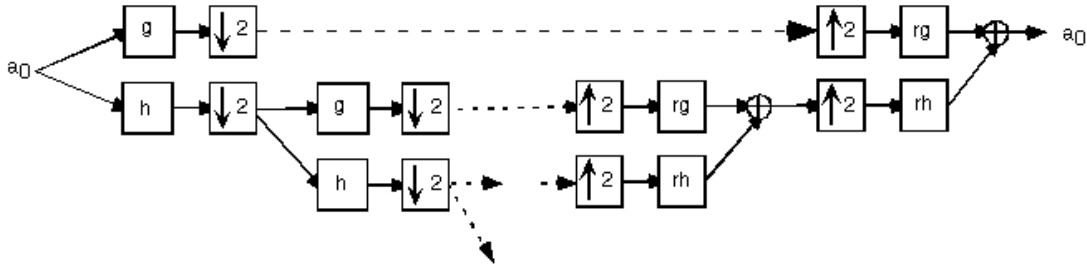 g ↓2 ↑2 rg a0
a0
h ↓2 g ↓2 ↑2 rg ↑2 rh
h ↓2 ↑2 rh